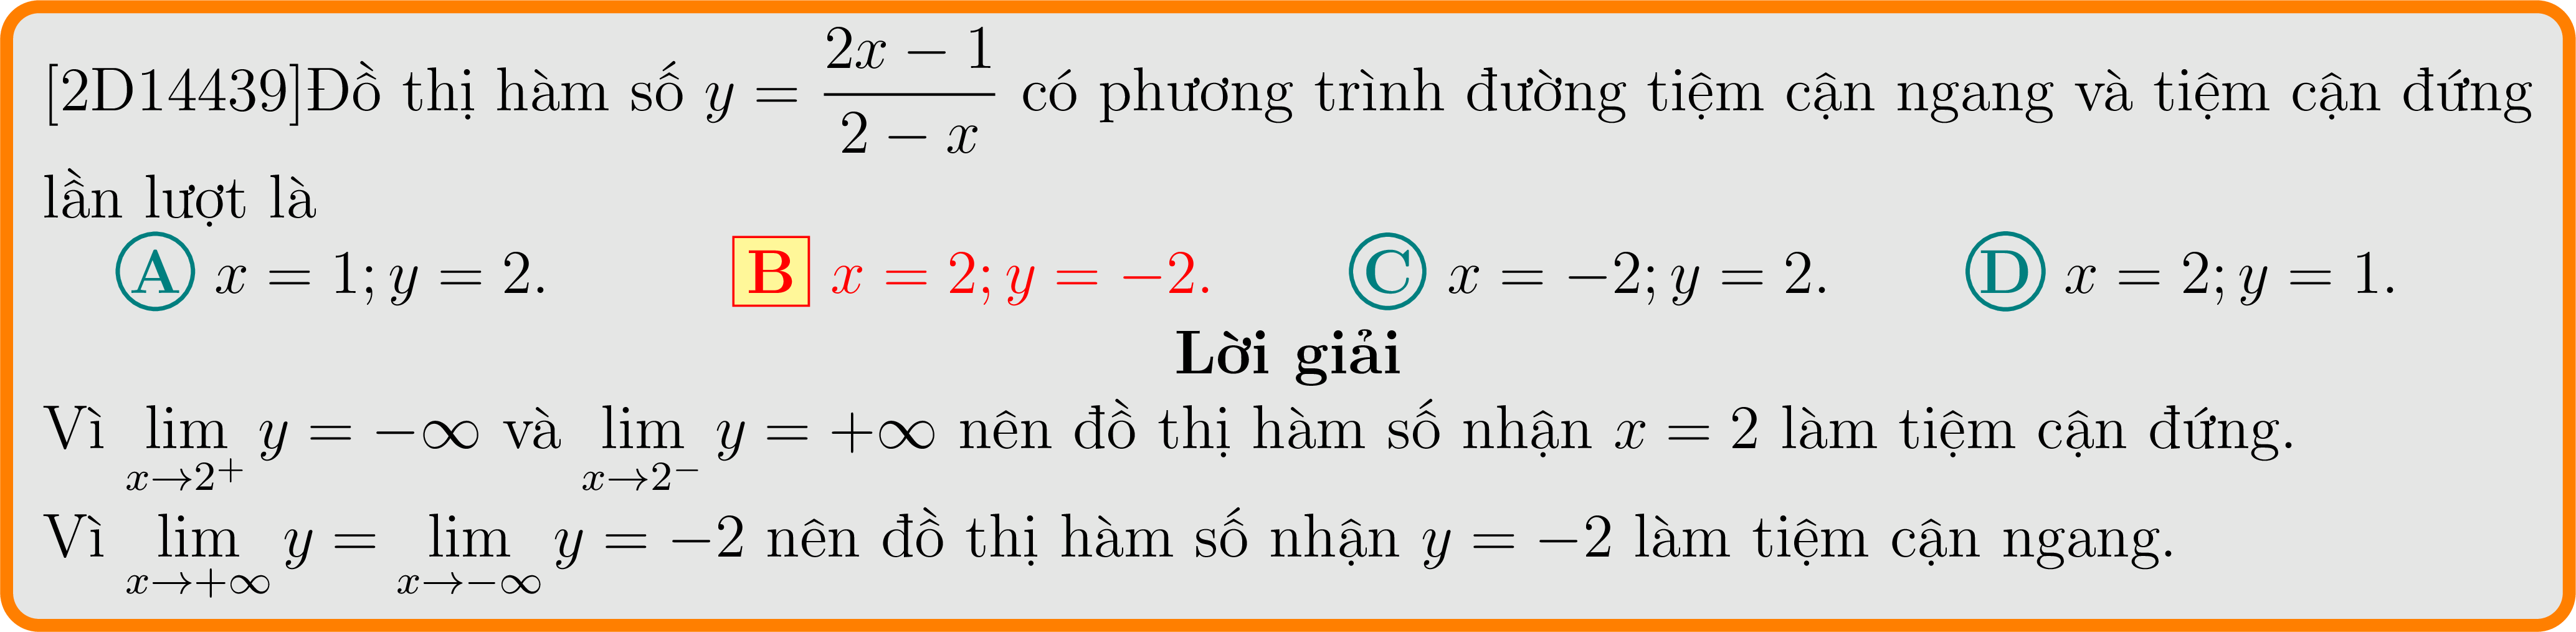 [2D14439]Đồ thị hàm số $y = \dfrac{2x - 1}{2 - x}$ có phương trình đường tiệm cận ngang và tiệm cận đứng
lần lượt là
A $x = 1; y = 2.$ B $x = 2; y = -2.$ C $x = -2; y = 2.$ D $x = 2; y = 1.$
Lời giải
Vì $\lim\limits_{x \to 2^+} y = -\infty$ và $\lim\limits_{x \to 2^-} y = +\infty$ nên đồ thị hàm số nhận $x = 2$ làm tiệm cận đứng.
Vì $\lim\limits_{x \to +\infty} y = \lim\limits_{x \to -\infty} y = -2$ nên đồ thị hàm số nhận $y = -2$ làm tiệm cận ngang.